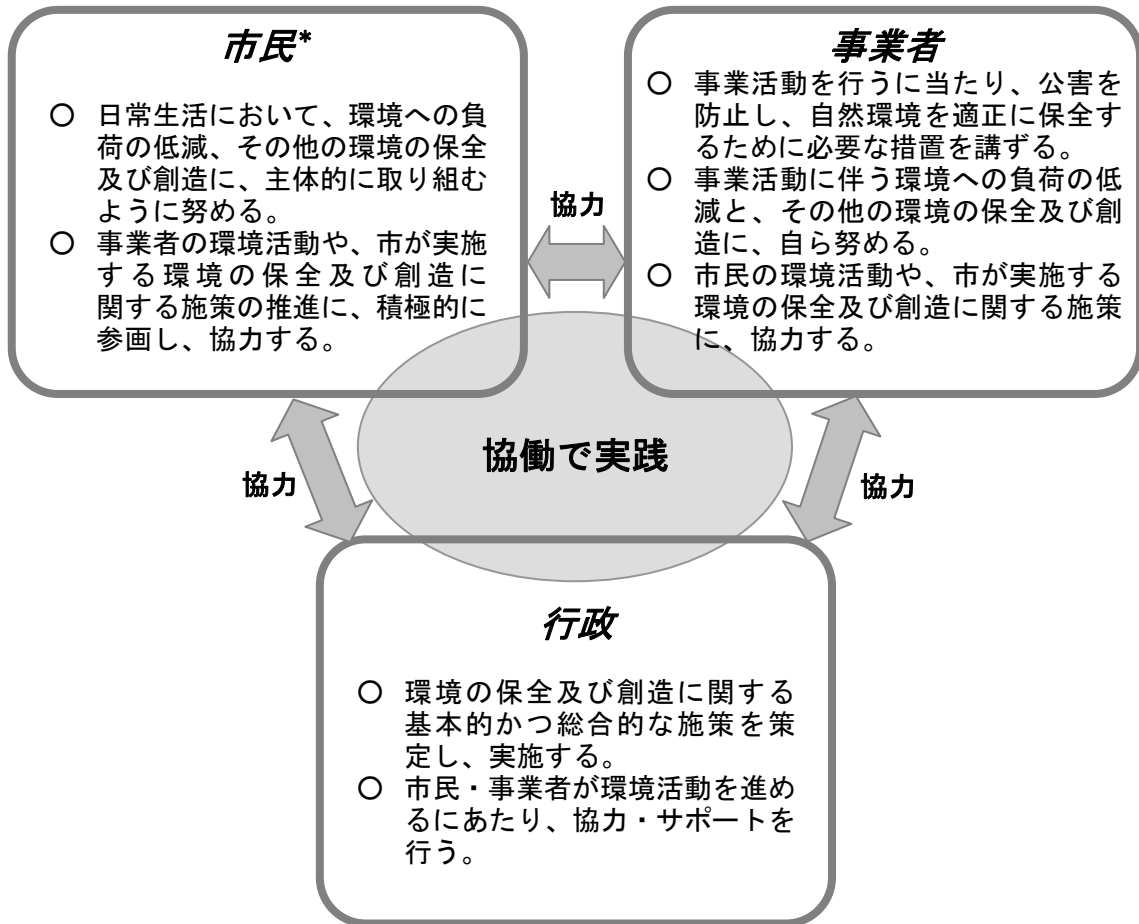 市民*
○ 日常生活において、環境への負
荷の低減、その他の環境の保全
及び創造に、主体的に取り組む
ように努める。
○ 事業者の環境活動や、市が実施
する環境の保全及び創造に
関する施策の推進に、積極的に
参画し、協力する。
協力
事業者
○ 事業活動を行うに当たり、公害を
防止し、自然環境を適正に保全す
るために必要な措置を講ずる。
○ 事業活動に伴う環境への負荷の低
減と、その他の環境の保全及び創
造に、自ら努める。
○ 市民の環境活動や、市が実施する
環境の保全及び創造に関する施策
に、協力する。
協働で実践
協力
協力
行政
○ 環境の保全及び創造に関する
基本的かつ総合的な施策を策
定し、実施する。
○ 市民・事業者が環境活動を進め
るにあたり、協力・サポートを
行う。